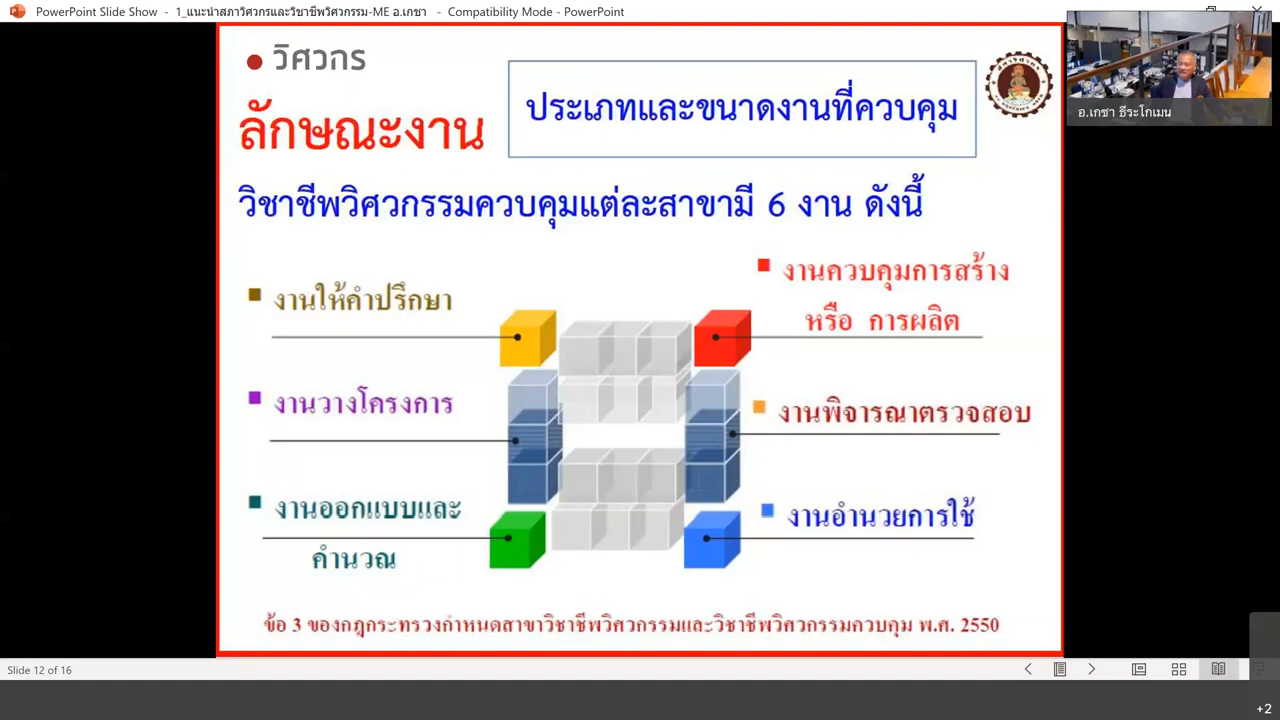 PowerPoint Slide Show - 1_แนะนำสภาวิศวกรและวิชาชีพวิศวกรรม-ME อ.เกชา - Compatibility Mode - PowerPoint
วิศวกร
ลักษณะงาน
ประเภทและขนาดงานที่ควบคุม
อ.เกชา ธีระโกเมน
วิชาชีพวิศวกรรมควบคุมแต่ละสาขามี 6 งาน ดังนี้
งานให้คำปรึกษา
งานวางโครงการ
งานออกแบบและ
คำนวณ
งานควบคุมการสร้าง
หรือ การผลิต
งานพิจารณาตรวจสอบ
งานอำนวยการใช้
ข้อ 3 ของกฎกระทรวงกำหนดสาขาวิชาชีพวิศวกรรมและวิชาชีพวิศวกรรมควบคุม พ.ศ. 2550
Slide 12 of 16
+2